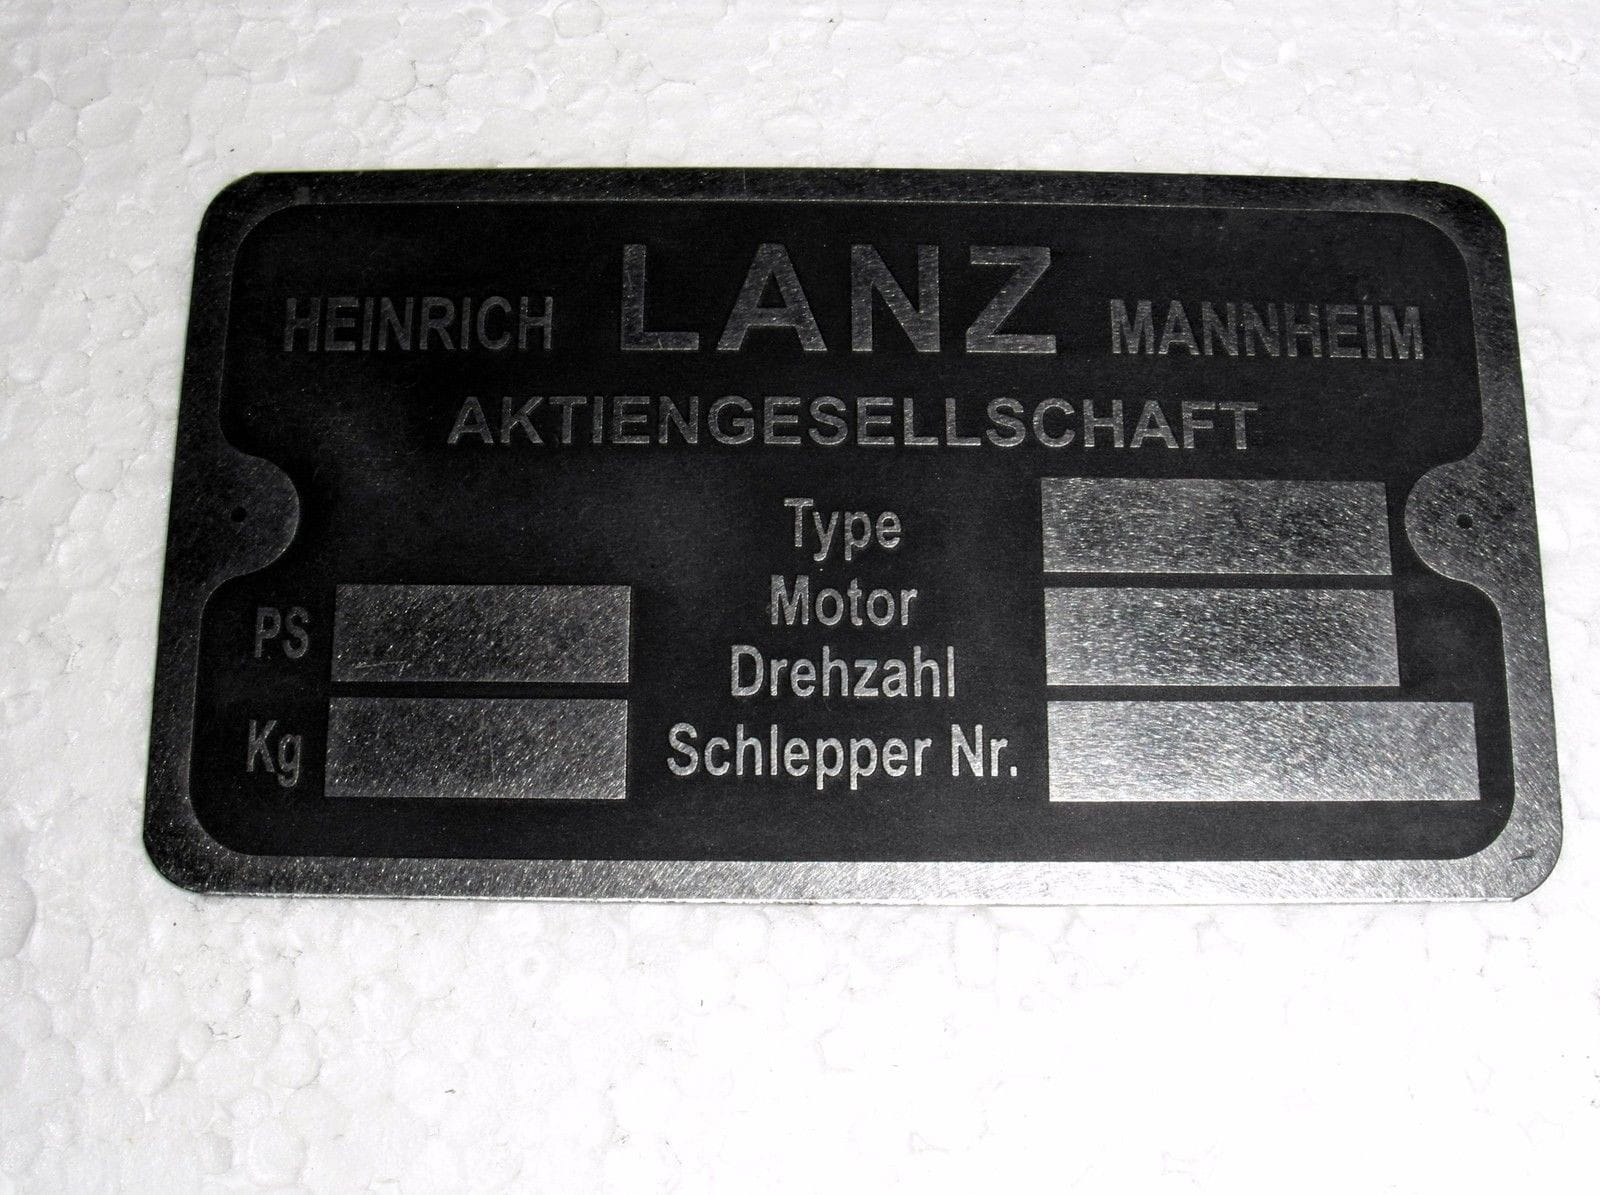 HEINRICH LANZ MANNHEIM
AKTIENGESELLSCHAFT
Type
Motor
PS
Drehzahl
Kg
Schlepper Nr.